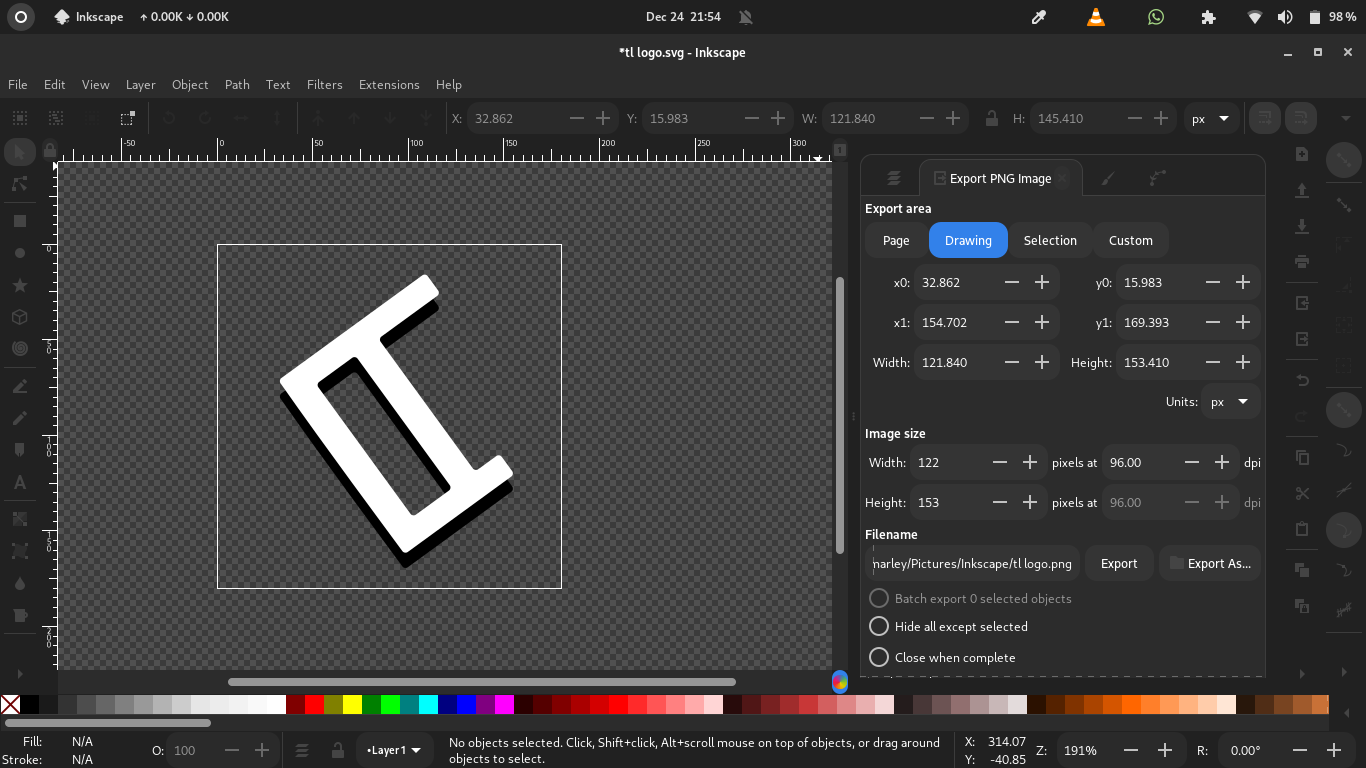 Inkscape ↑ 0.00K ↓ 0.00K Dec 24 21:54 98 %
*tl logo.svg - Inkscape
File Edit View Layer Object Path Text Filters Extensions Help
X: 32.862 Y: 15.983 W: 121.840 H: 145.410 px
-50 0 50 100 150 200 250 300 1
0
50
100
150
200
Export PNG Image
Export area
Page Drawing Selection Custom
x0: 32.862 y0: 15.983
x1: 154.702 y1: 169.393
Width: 121.840 Height: 153.410
Units: px
Image size
Width: 122 pixels at 96.00 dpi
Height: 153 pixels at 96.00 dpi
Filename
narley/Pictures/Inkscape/tl logo.png Export Export As...
Batch export 0 selected objects
Hide all except selected
Close when complete
Fill: N/A
Stroke: N/A
O: 100
•Layer1
No objects selected. Click, Shift+click, Alt+scroll mouse on top of objects, or drag around
objects to select.
X: 314.07
Y: -40.85
Z: 191% R: 0.00°